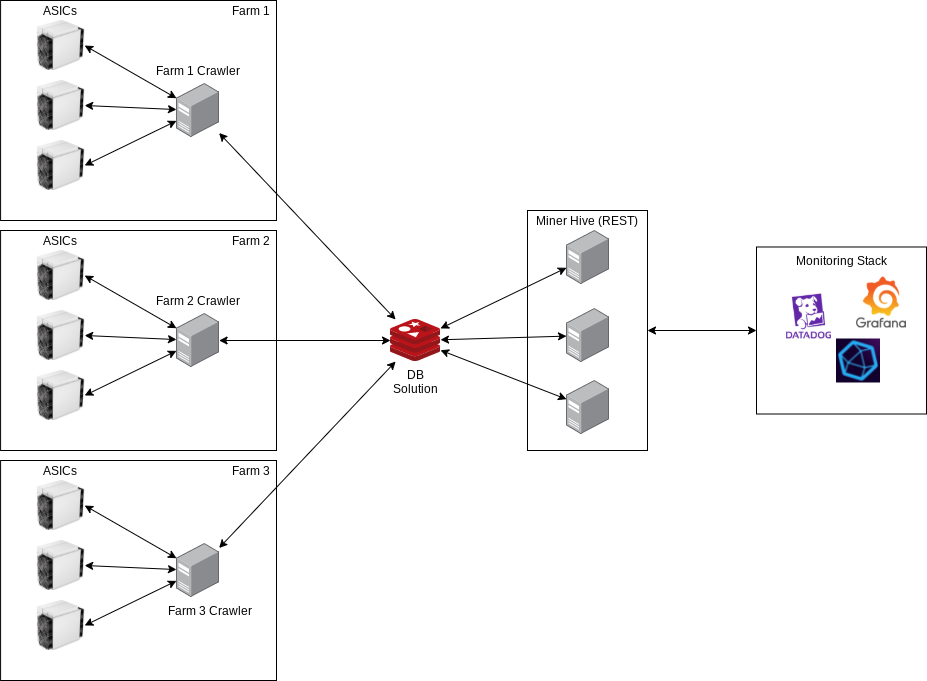 ASICs
Farm 1
Farm 1 Crawler
ASICs
Farm 2
Farm 2 Crawler
ASICs
Farm 3
Farm 3 Crawler
DB
Solution
Miner Hive (REST)
Monitoring Stack
DATADOG
Grafana